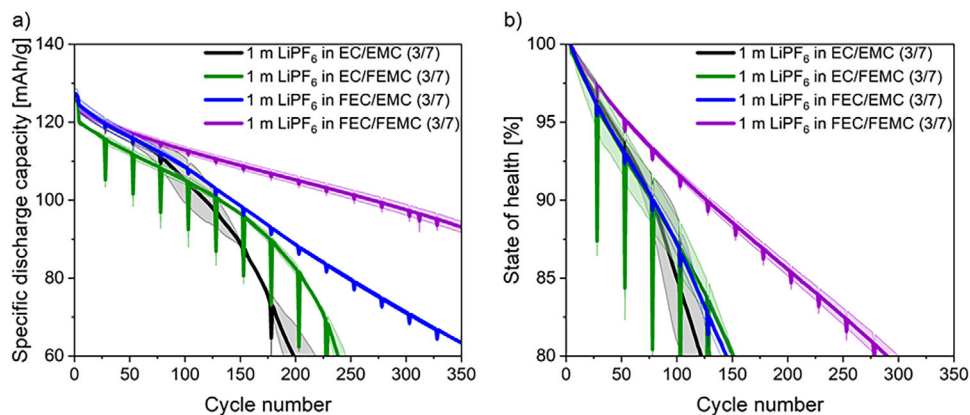 a)
Specific discharge capacity [mAh/g]
140
120
100
80
60
1 m LiPF6 in EC/EMC (3/7)
1 m LiPF6 in EC/FEMC (3/7)
1 m LiPF6 in FEC/EMC (3/7)
1 m LiPF6 in FEC/FEMC (3/7)
0 50 100 150 200 250 300 350
Cycle number
b)
State of health [%]
100
95
90
85
80
1 m LiPF6 in EC/EMC (3/7)
1 m LiPF6 in EC/FEMC (3/7)
1 m LiPF6 in FEC/EMC (3/7)
1 m LiPF6 in FEC/FEMC (3/7)
0 50 100 150 200 250 300 350
Cycle number